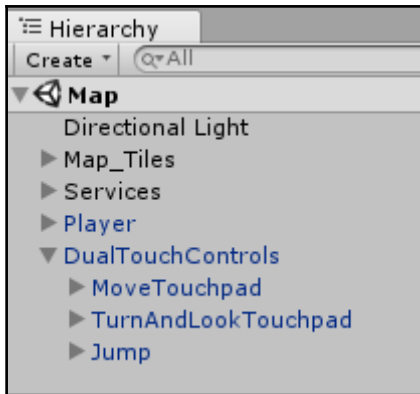 Hierarchy
Create All
Map
Directional Light
Map_Tiles
Services
Player
DualTouchControls
MoveTouchpad
TurnAndLookTouchpad
Jump